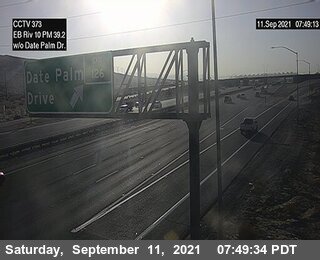 CCTV 373
EB Riv 10 PM 39.2
w/o Date Palm Dr.
11.Sep 2021 07:49:13
Date Palm
Drive
126
Saturday, September 11, 2021 07:49:34 PDT